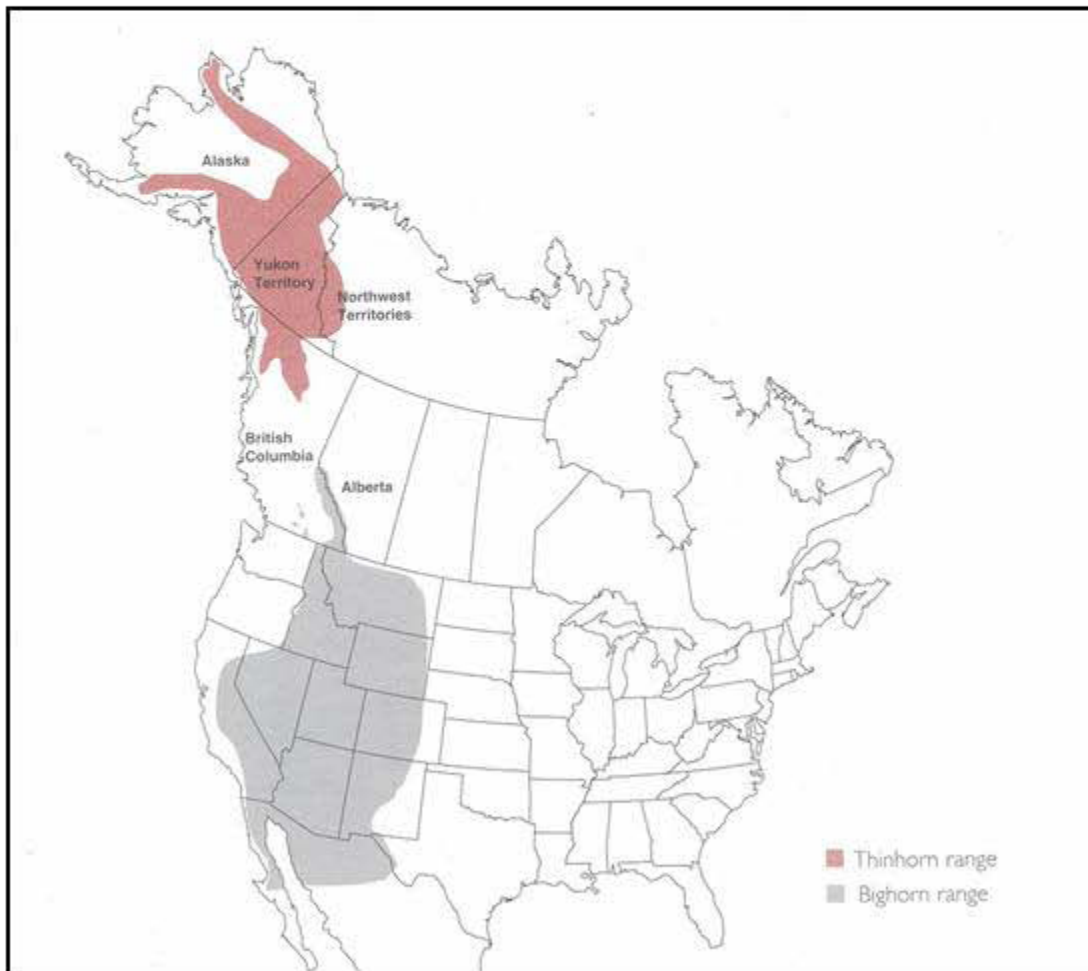 Alaska
Yukon
Territory
Northwest
Territories
British
Columbia
Alberta
Thinhorn range
Bighorn range